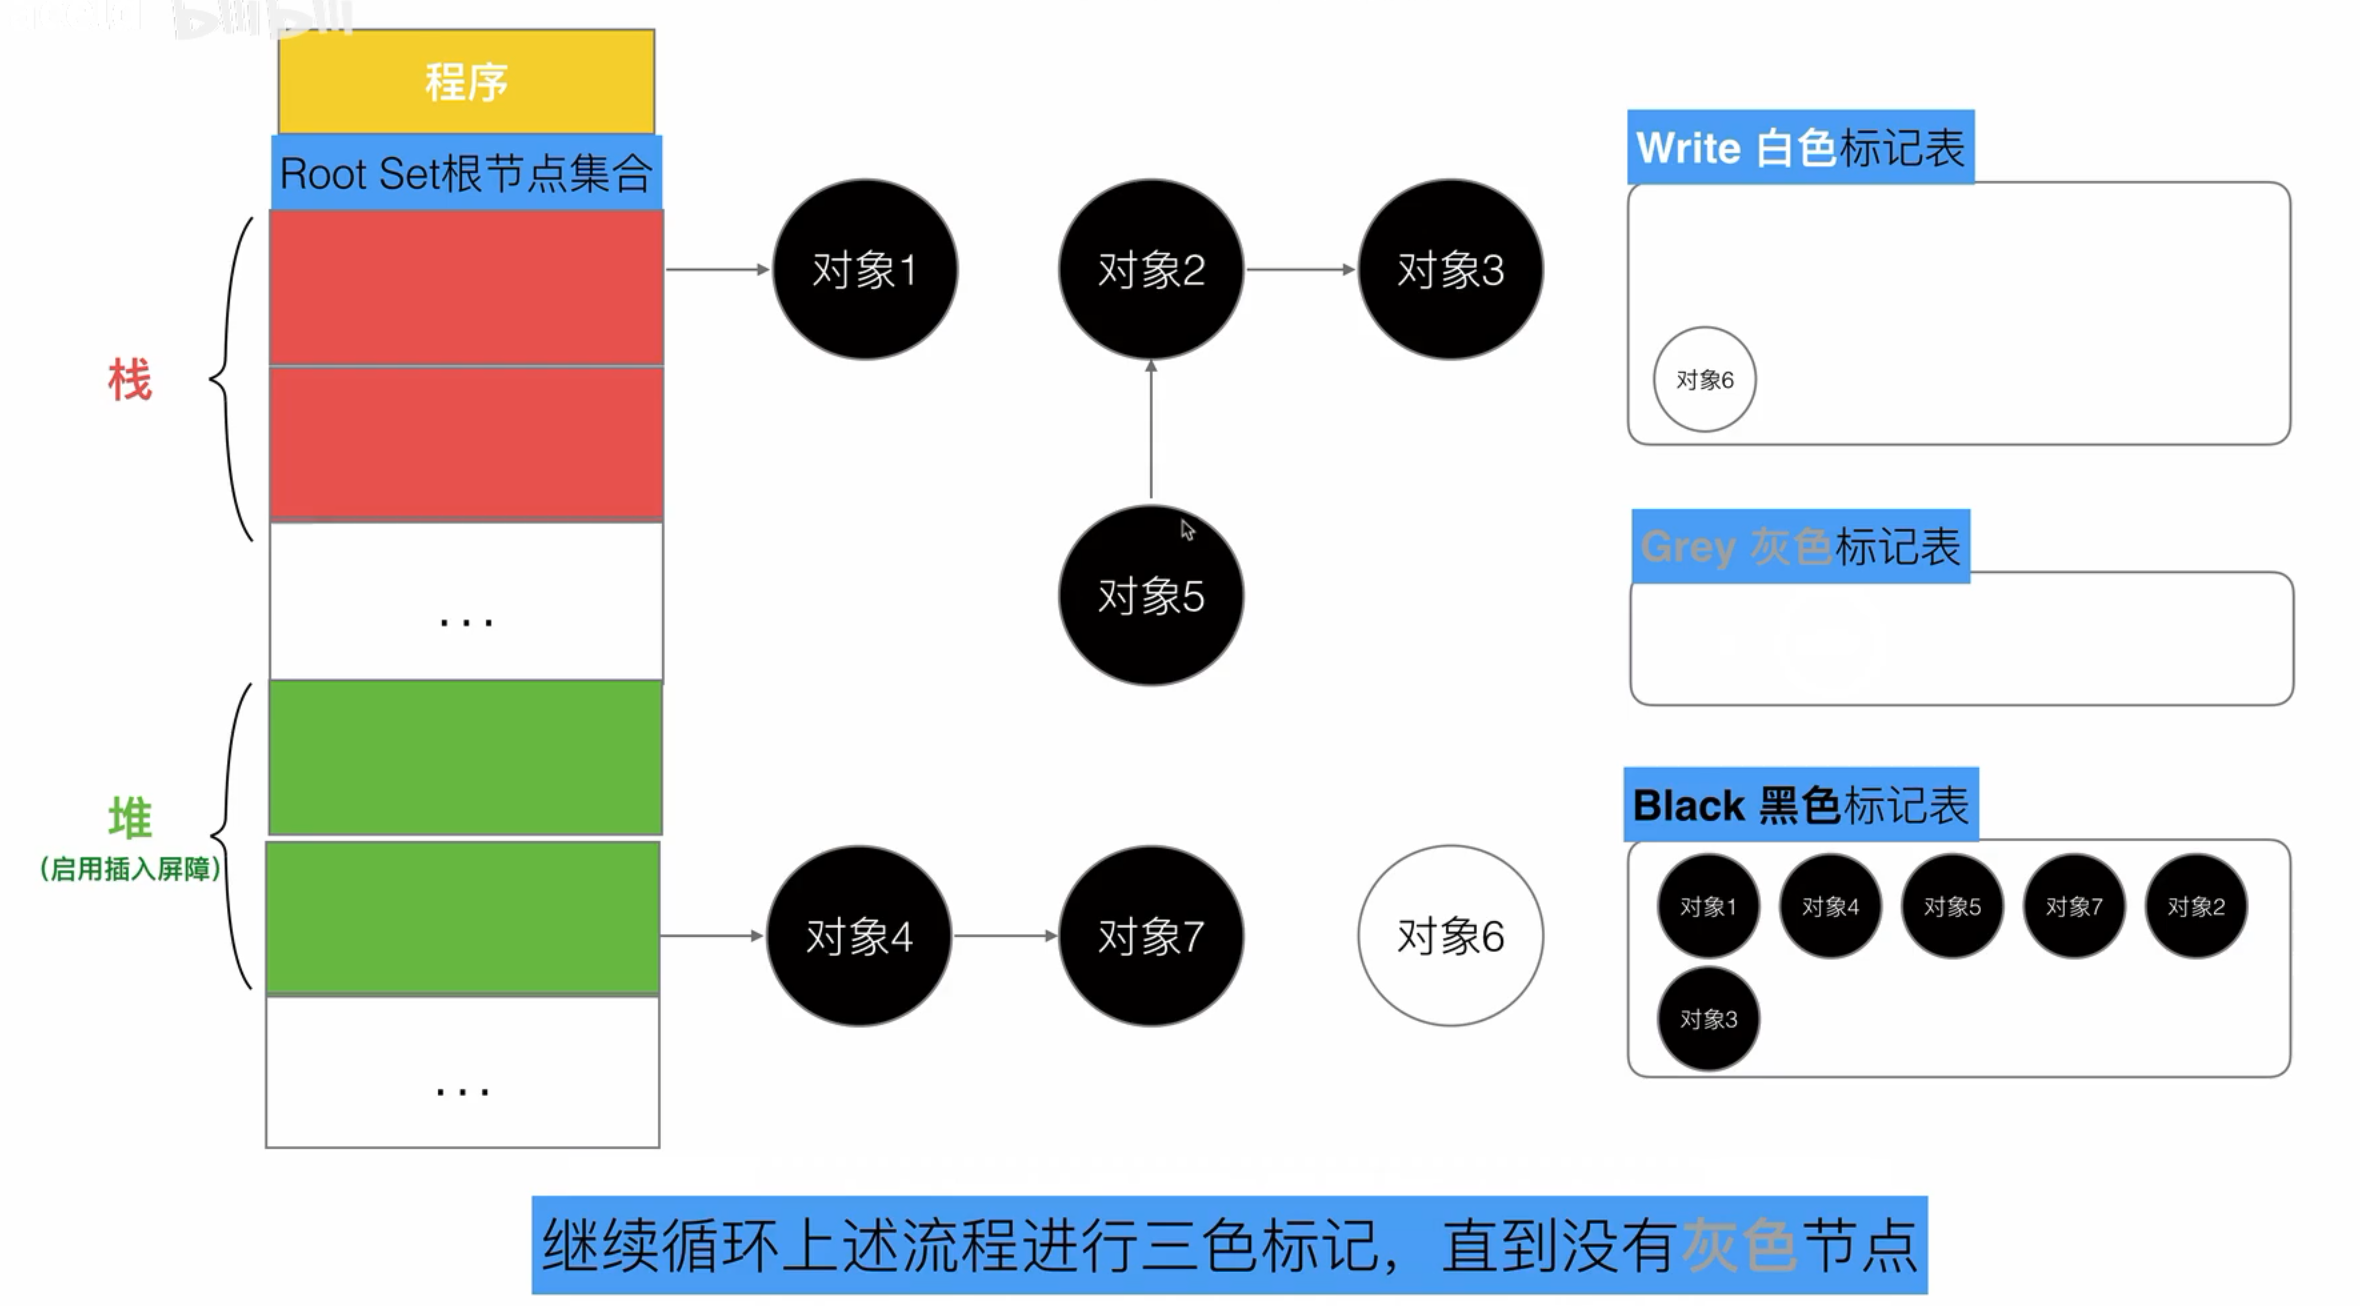 程序
Root Set根节点集合
栈
...
堆
(启用插入屏障)
...
对象1
对象2
对象3
对象5
对象4
对象7
对象6
Write 白色标记表
对象6
Grey 灰色标记表
Black 黑色标记表
对象1
对象4
对象5
对象7
对象2
对象3
继续循环上述流程进行三色标记，直到没有灰色节点